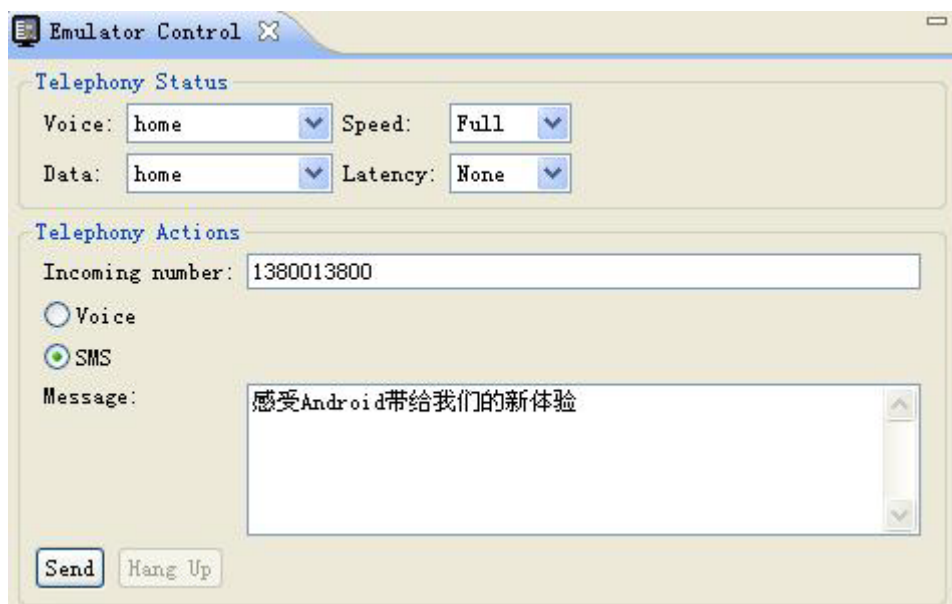 Emulator Control
Telephony Status
Voice: home Speed: Full
Data: home Latency: None
Telephony Actions
Incoming number: 1380013800
Voice
SMS
Message: 感受Android带给我们的新体验
Send Hang Up